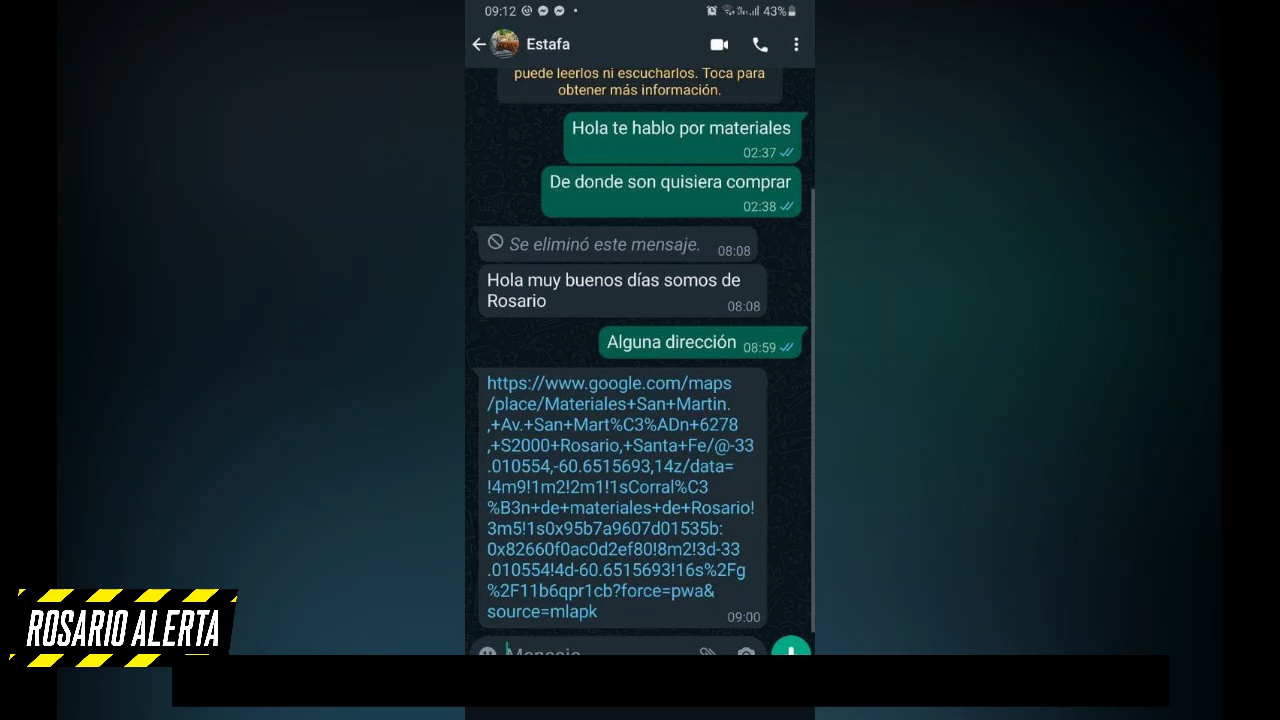 09:12
43%
Estafa
puede leerlos ni escucharlos. Toca para
obtener más información.
Hola te hablo por materiales
02:37
De donde son quisiera comprar
02:38
Se eliminó este mensaje.
08:08
Hola muy buenos días somos de
Rosario
08:08
Alguna dirección
08:59
https://www.google.com/maps
/place/Materiales+San+Martin.
,+Av.+San+Mart%C3%ADn+6278
,+S2000+Rosario,+Santa+Fe/@-33
.010554,-60.6515693,14z/data=
!4m9!1m2!2m1!1sCorral%C3
%B3n+de+materiales+de+Rosario!
3m5!1s0x95b7a9607d01535b:
0x82660f0ac0d2ef80!8m2!3d-33
.010554!4d-60.6515693!16s%2Fg
%2F11b6qpr1cb?force=pwa&
source=mlapk
09:00
Mensaje
ROSARIO ALERTA